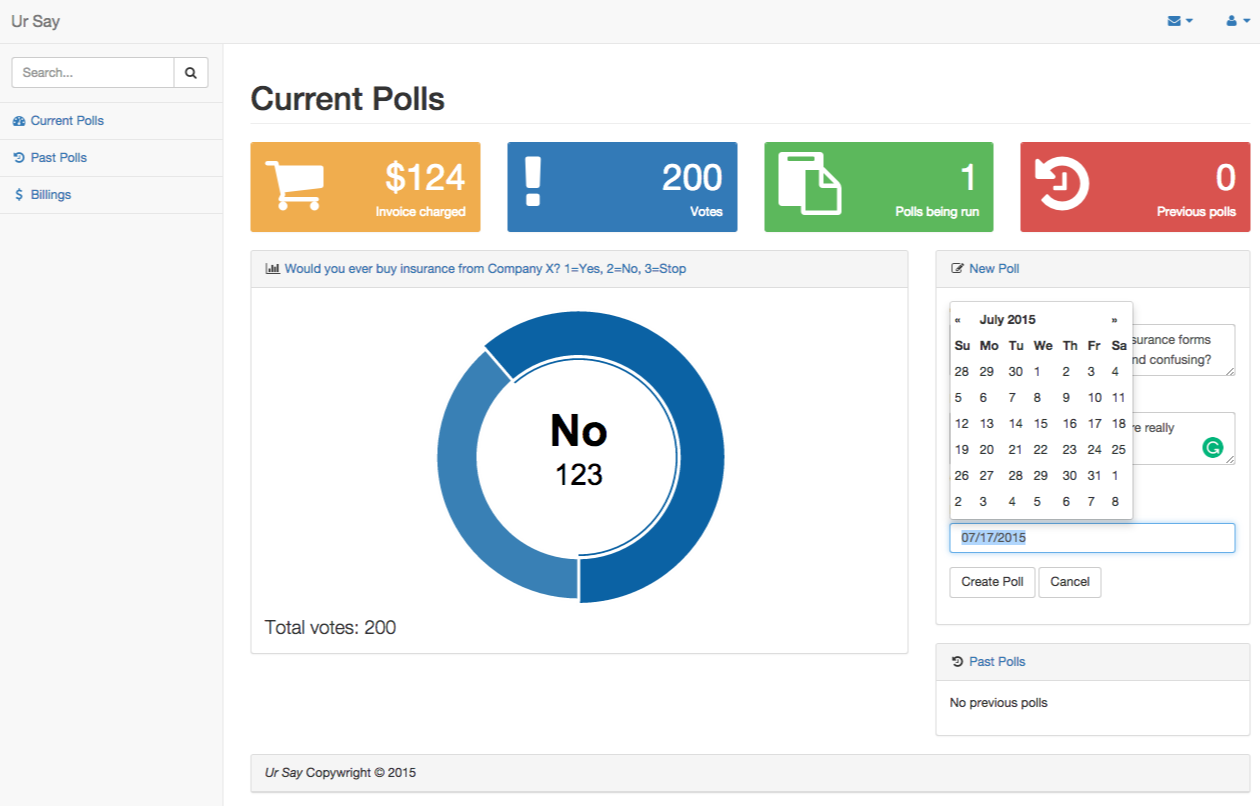 Ur Say
Search...
Current Polls
Past Polls
$ Billings
Current Polls
$124
Invoice charged
! 200
Votes
1
Polls being run
0
Previous polls
Would you ever buy insurance from Company X? 1=Yes, 2=No, 3=Stop
No
123
Total votes: 200
New Poll
« July 2015 »
Su Mo Tu We Th Fr Sa
28 29 30 1 2 3 4
5 6 7 8 9 10 11
12 13 14 15 16 17 18
19 20 21 22 23 24 25
26 27 28 29 30 31 1
2 3 4 5 6 7 8
forms
confusing?
really
07/17/2015
Create Poll Cancel
Past Polls
No previous polls
Ur Say Copywright © 2015